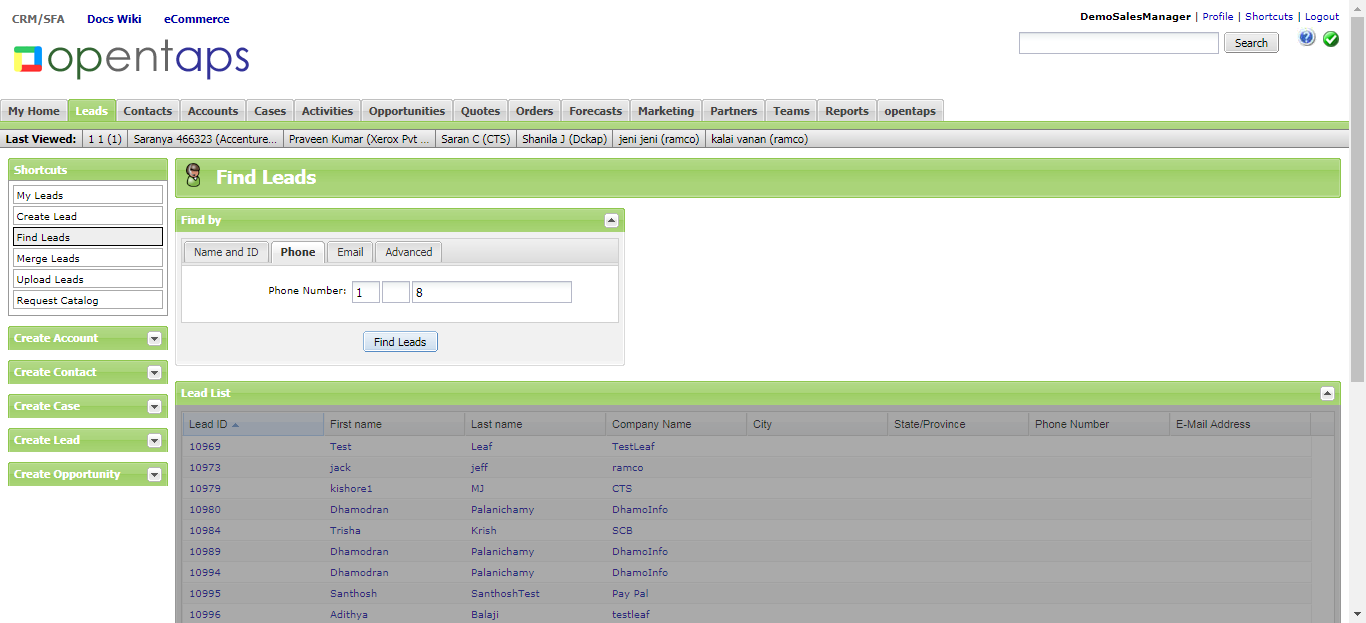 CRM/SFA Docs Wiki eCommerce
DemoSalesManager | Profile | Shortcuts | Logout
opentaps
Search
My Home Leads Contacts Accounts Cases Activities Opportunities Quotes Orders Forecasts Marketing Partners Teams Reports opentaps
Last Viewed: 1 1 (1) Saranya 466323 (Accenture... Praveen Kumar (Xerox Pvt ... Saran C (CTS) Shanila J (Dckap) jeni jeni (ramco) kalai vanan (ramco)
Shortcuts
My Leads
Create Lead
Find Leads
Merge Leads
Upload Leads
Request Catalog
Create Account
Create Contact
Create Case
Create Lead
Create Opportunity
Find Leads
Find by
Name and ID Phone Email Advanced
Phone Number: 1 8
Find Leads
Lead List
Lead ID First name Last name Company Name City State/Province Phone Number E-Mail Address
10969 Test Leaf TestLeaf
10973 jack jeff ramco
10979 kishore1 MJ CTS
10980 Dhamodran Palanichamy DhamoInfo
10984 Trisha Krish SCB
10989 Dhamodran Palanichamy DhamoInfo
10994 Dhamodran Palanichamy DhamoInfo
10995 Santhosh SanthoshTest Pay Pal
10996 Adithya Balaji testleaf